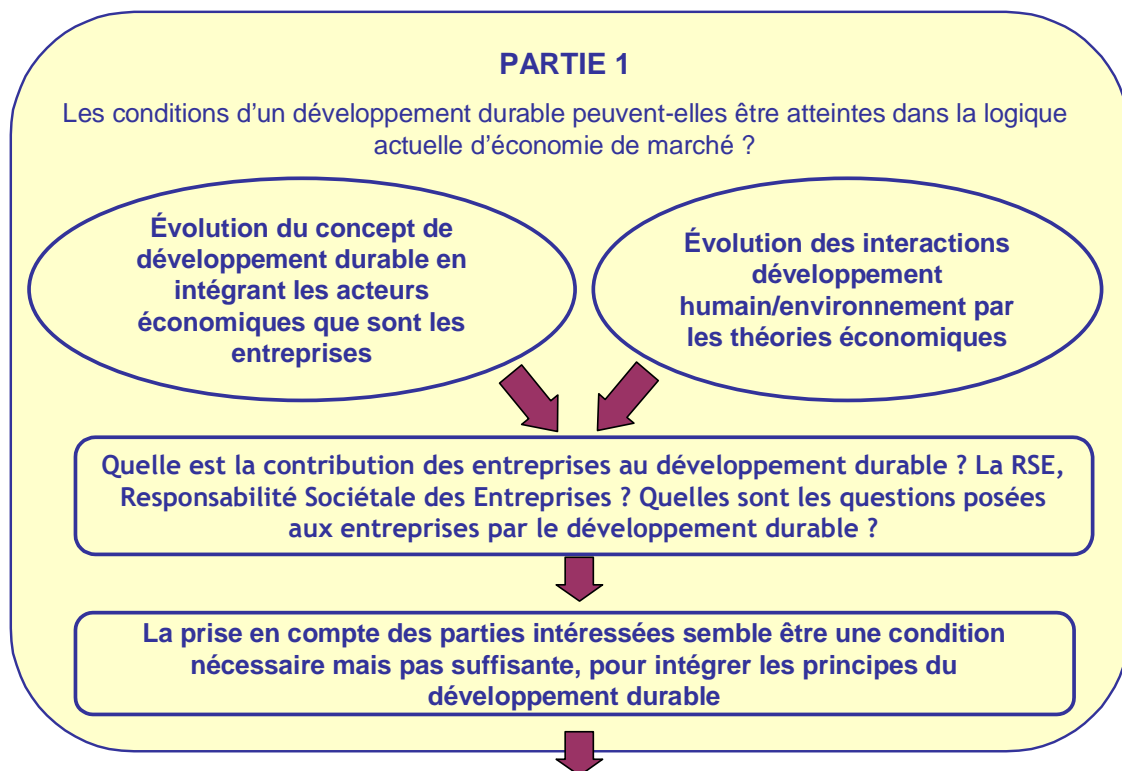 PARTIE 1
Les conditions d'un développement durable peuvent-elles être atteintes dans la logique
actuelle d'économie de marché ?
Évolution du concept de
développement durable en
intégrant les acteurs
économiques que sont les
entreprises
Évolution des interactions
développement
humain/environnement par
les théories économiques
Quelle est la contribution des entreprises au développement durable ? La RSE,
Responsabilité Sociétale des Entreprises ? Quelles sont les questions posées
aux entreprises par le développement durable ?
La prise en compte des parties intéressées semble être une condition
nécessaire mais pas suffisante, pour intégrer les principes du
développement durable